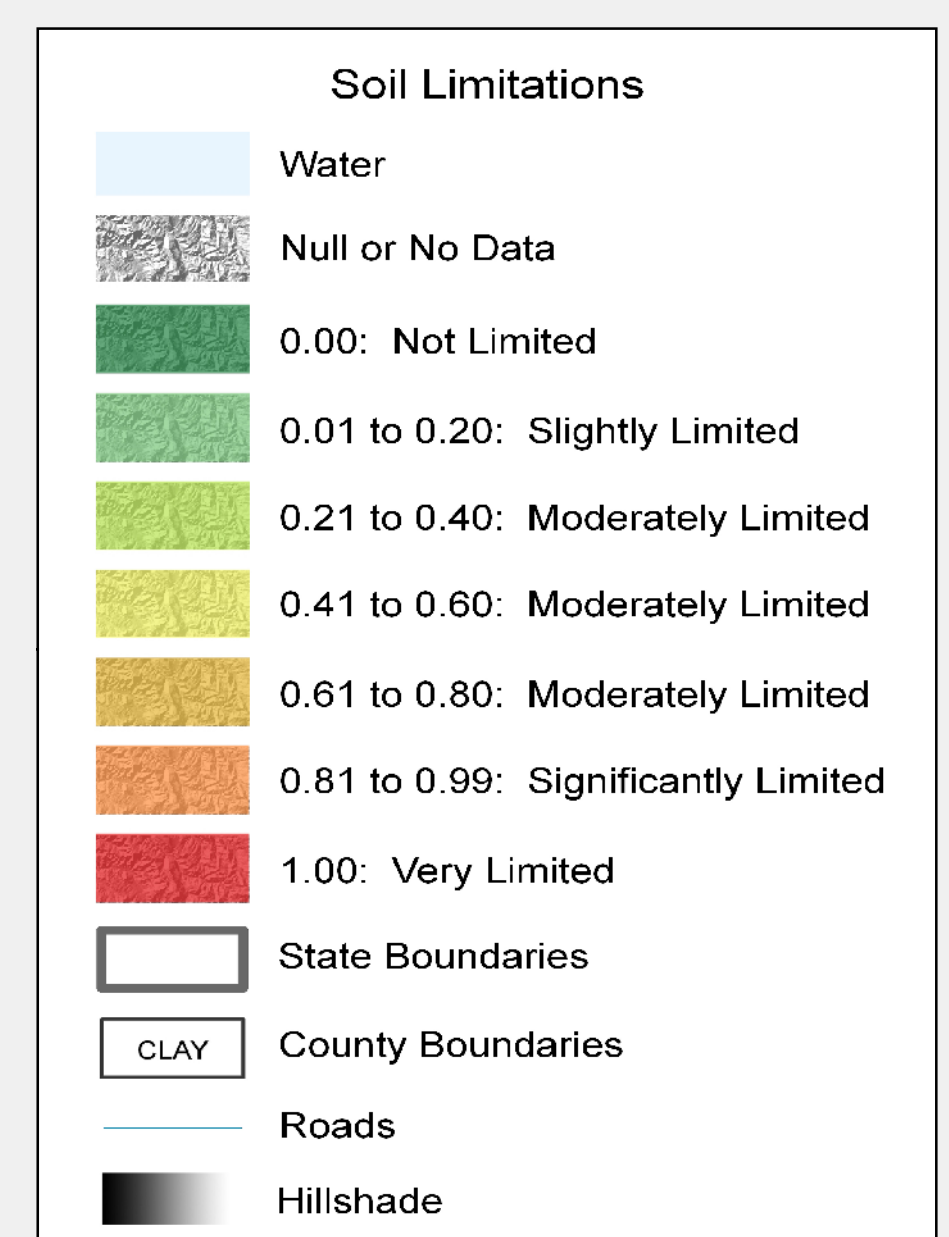 Soil Limitations
Water
Null or No Data
0.00: Not Limited
0.01 to 0.20: Slightly Limited
0.21 to 0.40: Moderately Limited
0.41 to 0.60: Moderately Limited
0.61 to 0.80: Moderately Limited
0.81 to 0.99: Significantly Limited
1.00: Very Limited
State Boundaries
CLAY County Boundaries
Roads
Hillshade